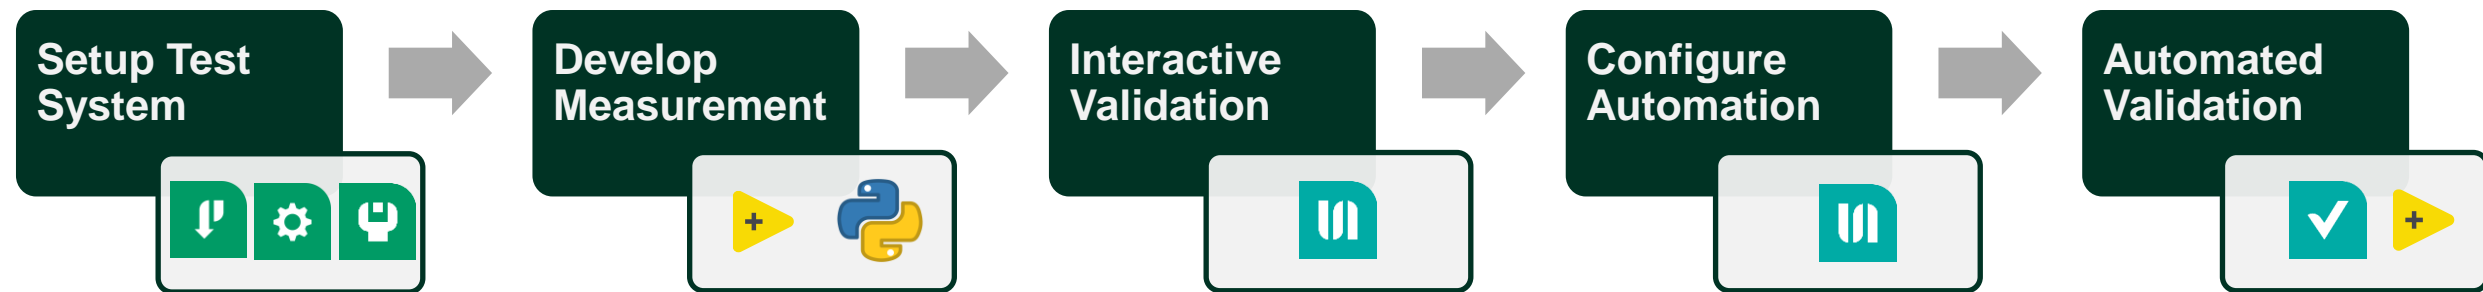 Setup Test
System
Develop
Measurement
Interactive
Validation
Configure
Automation
Automated
Validation